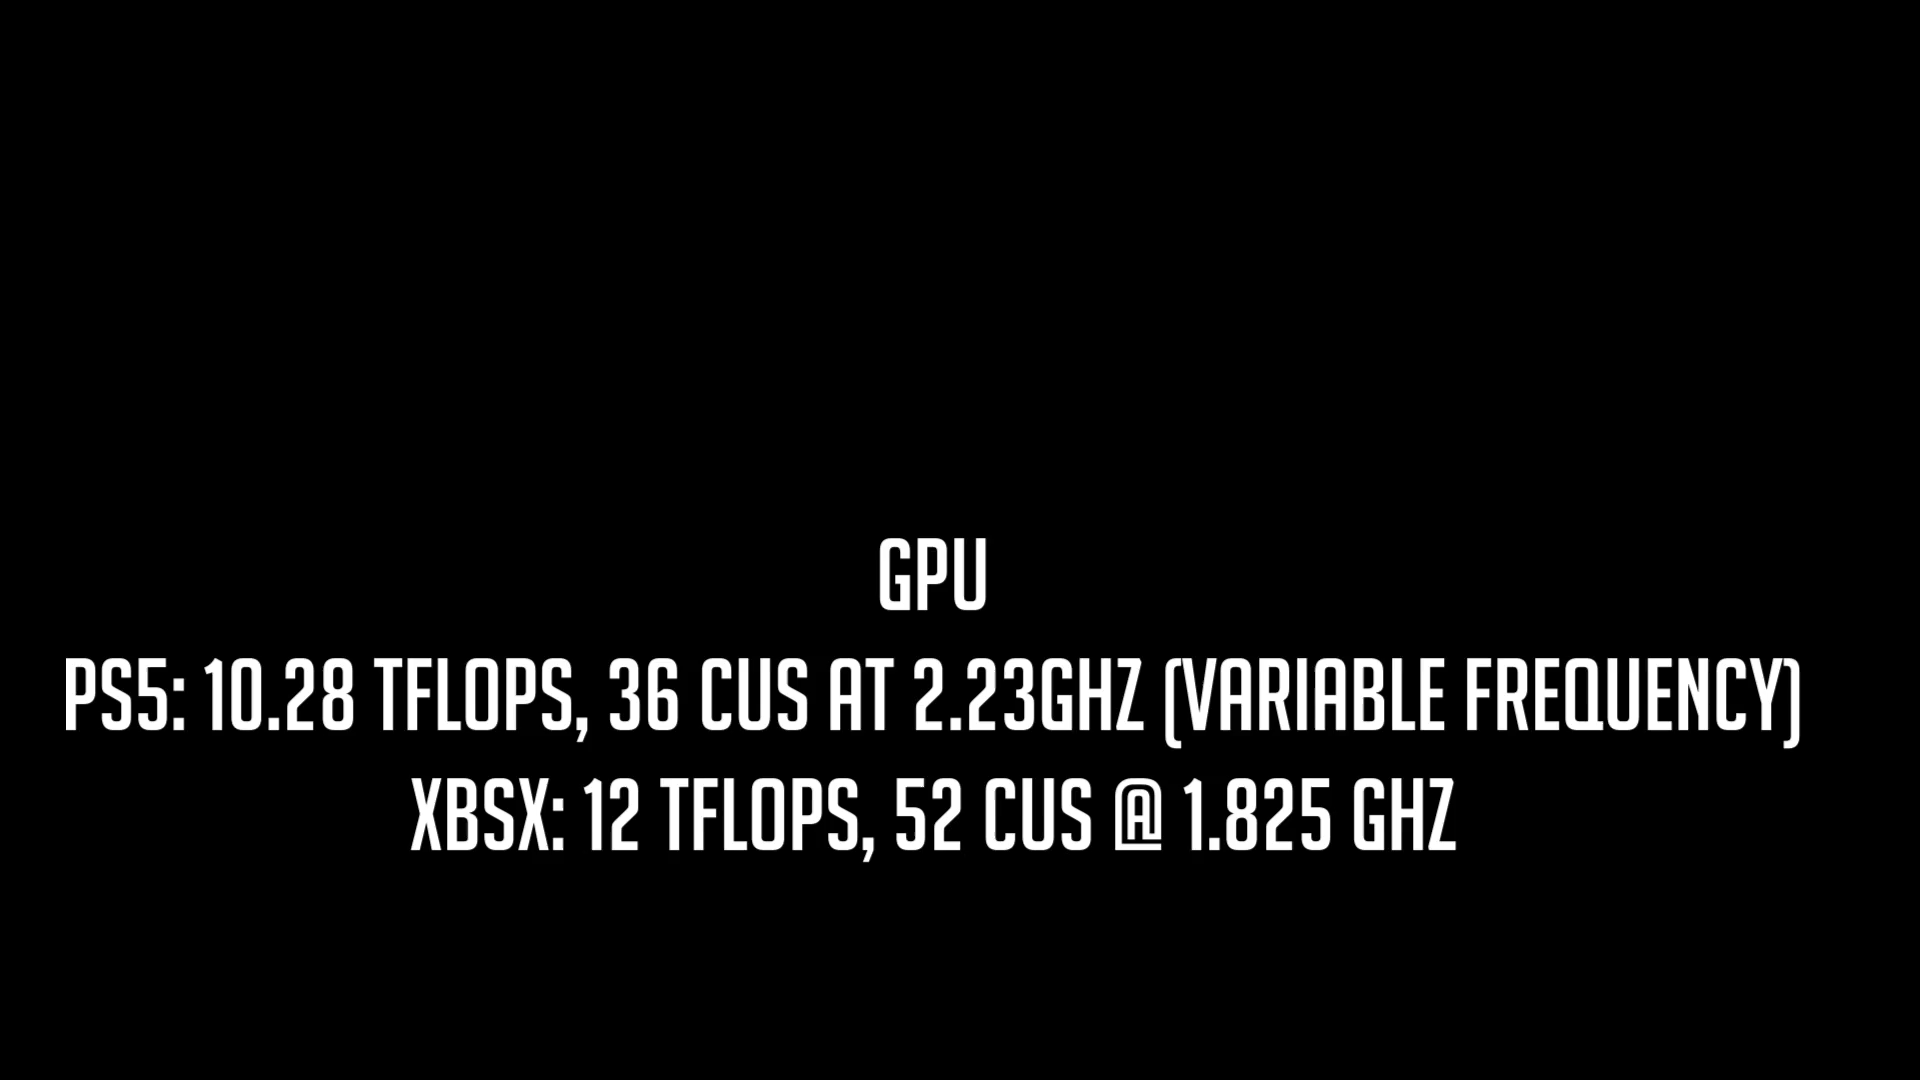 GPU
PS5: 10.28 TFLOPS, 36 CUS AT 2.23GHZ (VARIABLE FREQUENCY)
XBSX: 12 TFLOPS, 52 CUS @ 1.825 GHZ